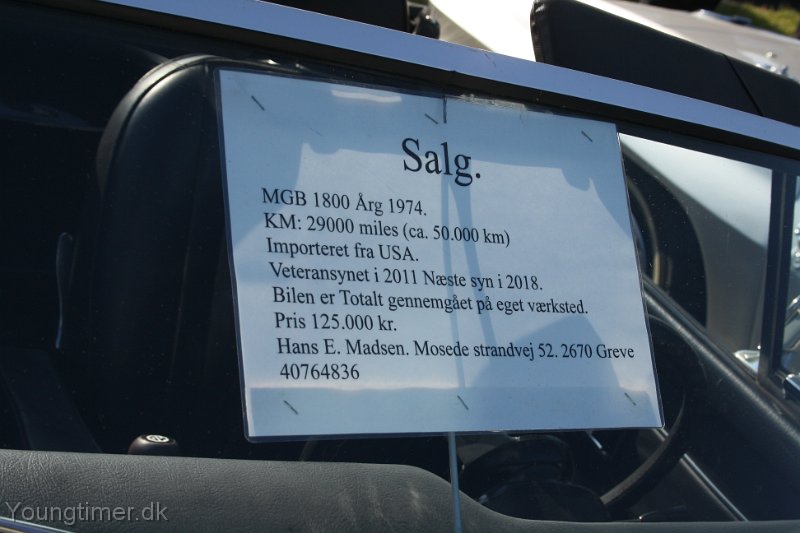 Salg.
MGB 1800 Årg 1974.
KM: 29000 miles (ca. 50.000 km)
Importeret fra USA.
Veteransynet i 2011 Næste syn i 2018.
Bilen er Totalt gennemgået på eget værksted.
Pris 125.000 kr.
Hans E. Madsen. Mosede strandvej 52. 2670 Greve
40764836
Youngtimer.dk